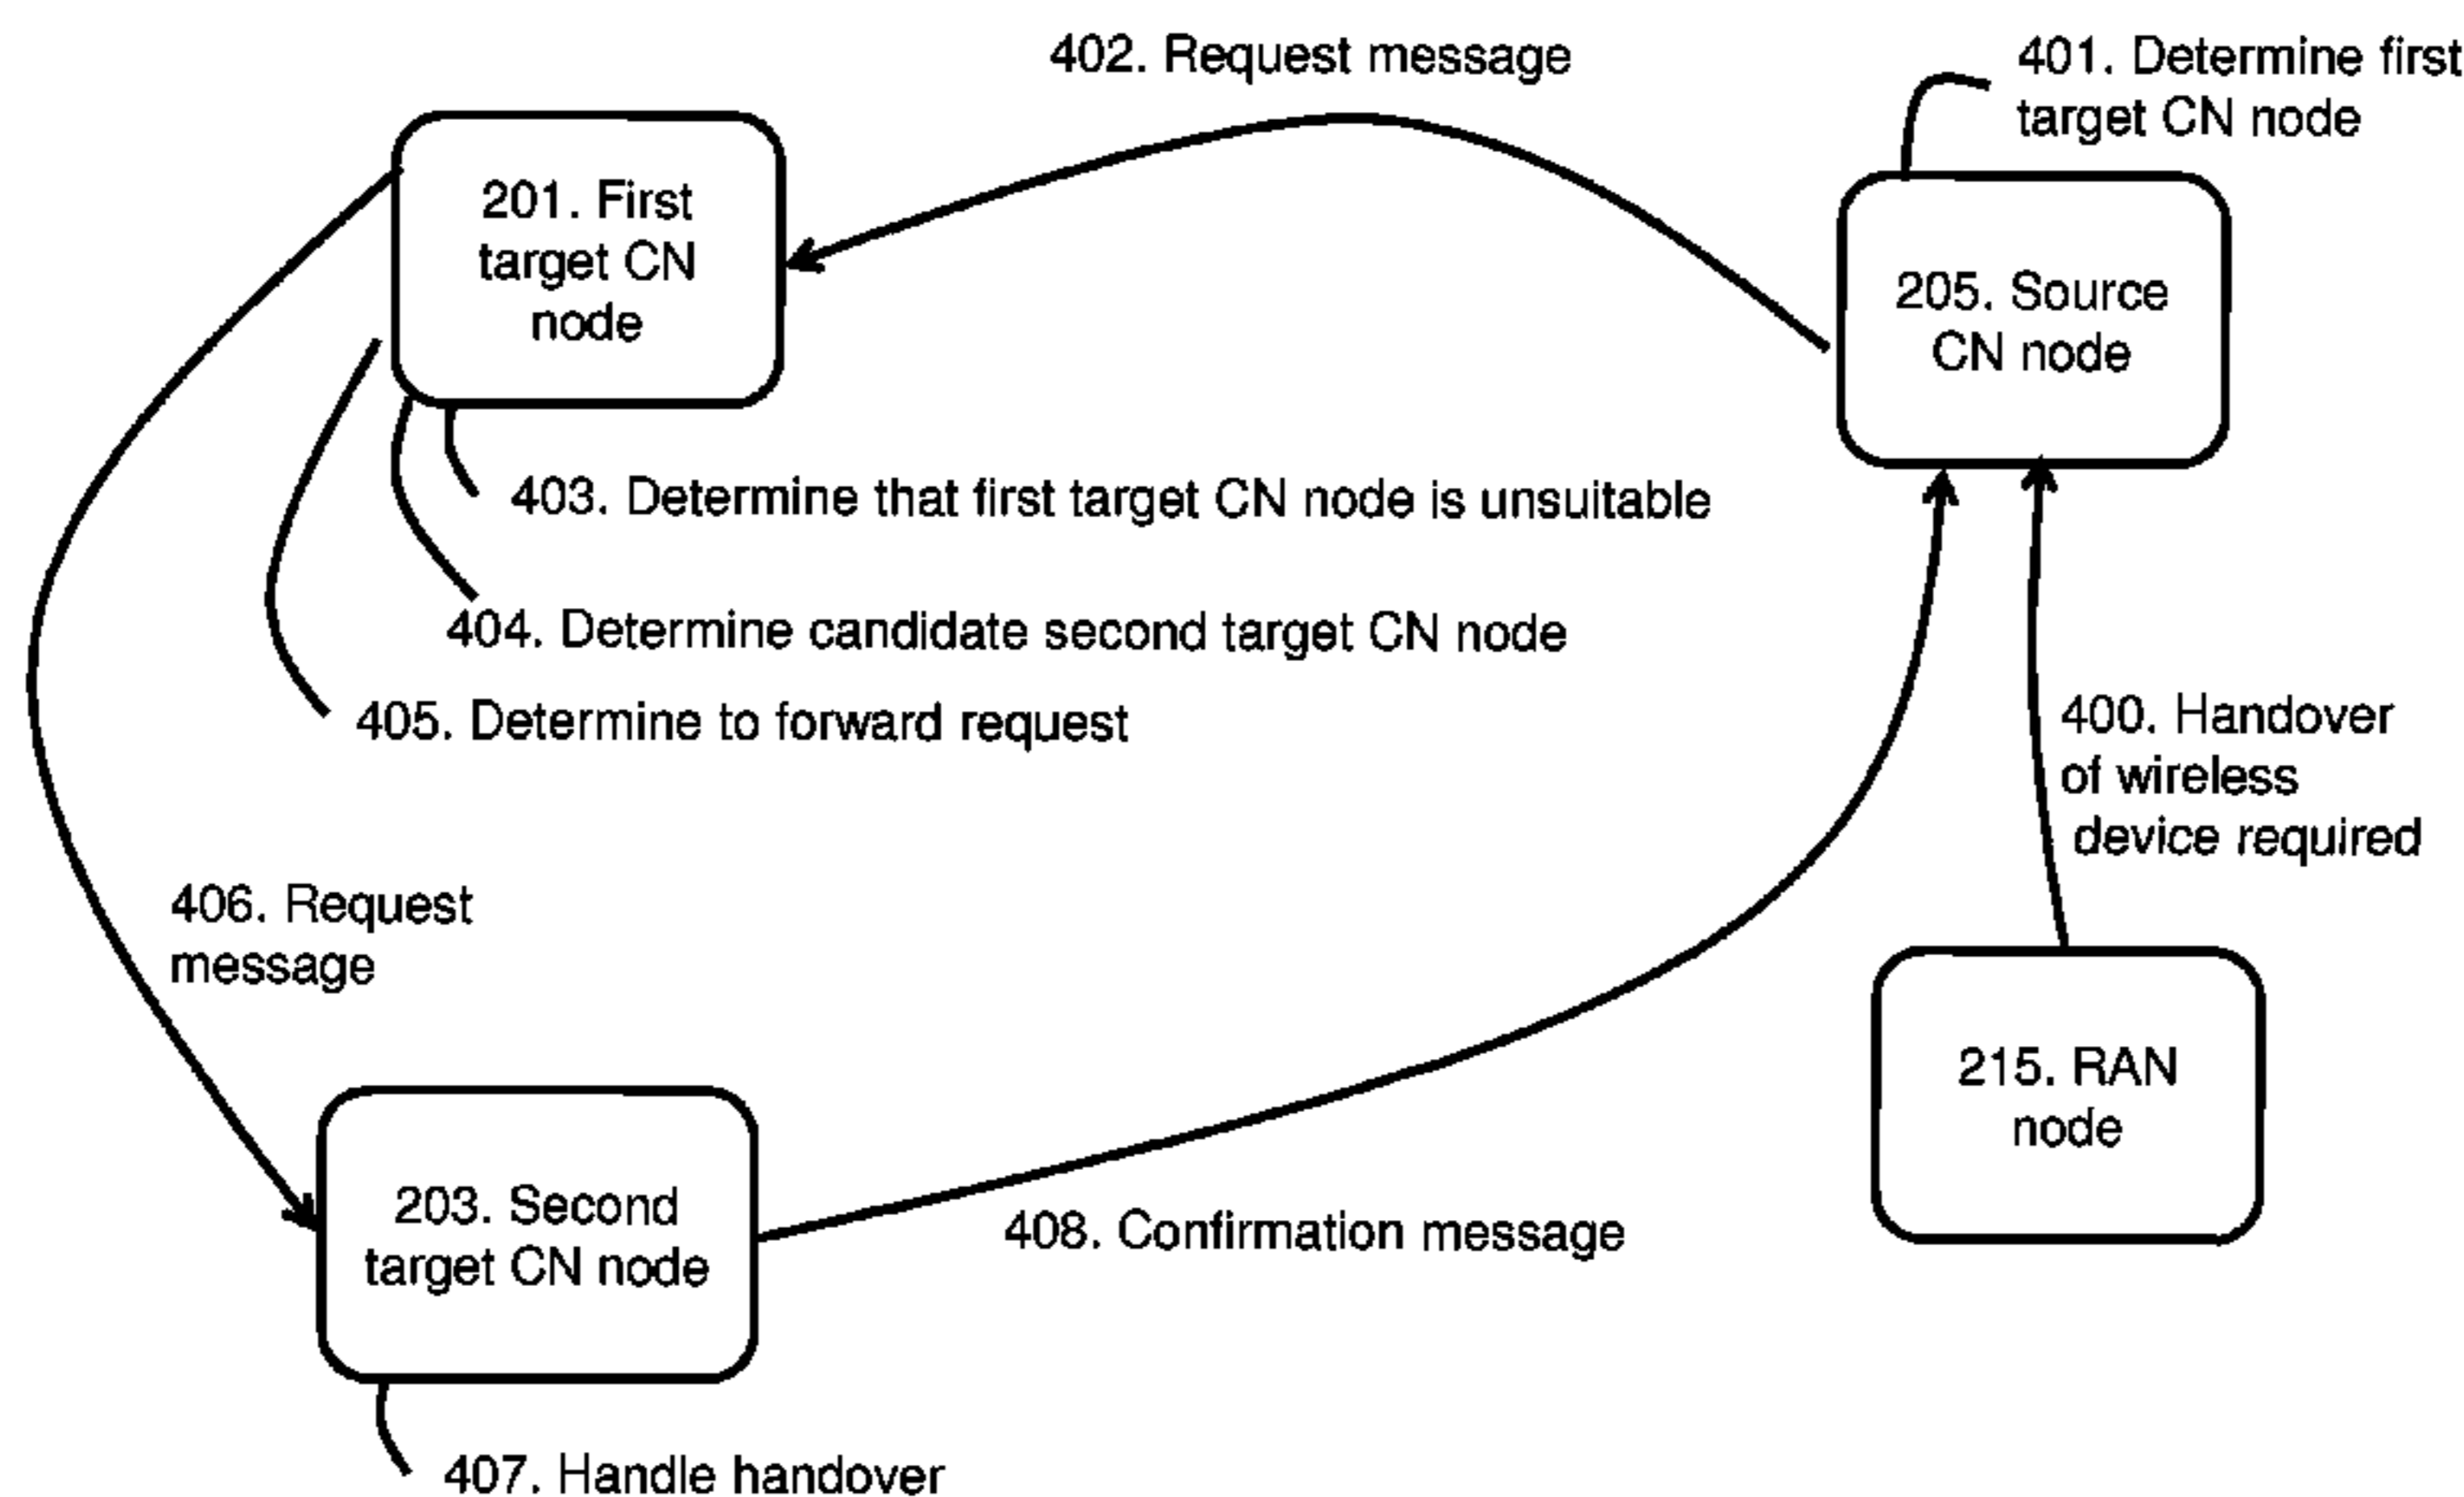 402. Request message
401. Determine first
target CN node
201. First
target CN
node
205. Source
CN node
403. Determine that first target CN node is unsuitable
404. Determine candidate second target CN node
405. Determine to forward request
400. Handover
of wireless
device required
406. Request
message
215. RAN
node
203. Second
target CN node
408. Confirmation message
407. Handle handover